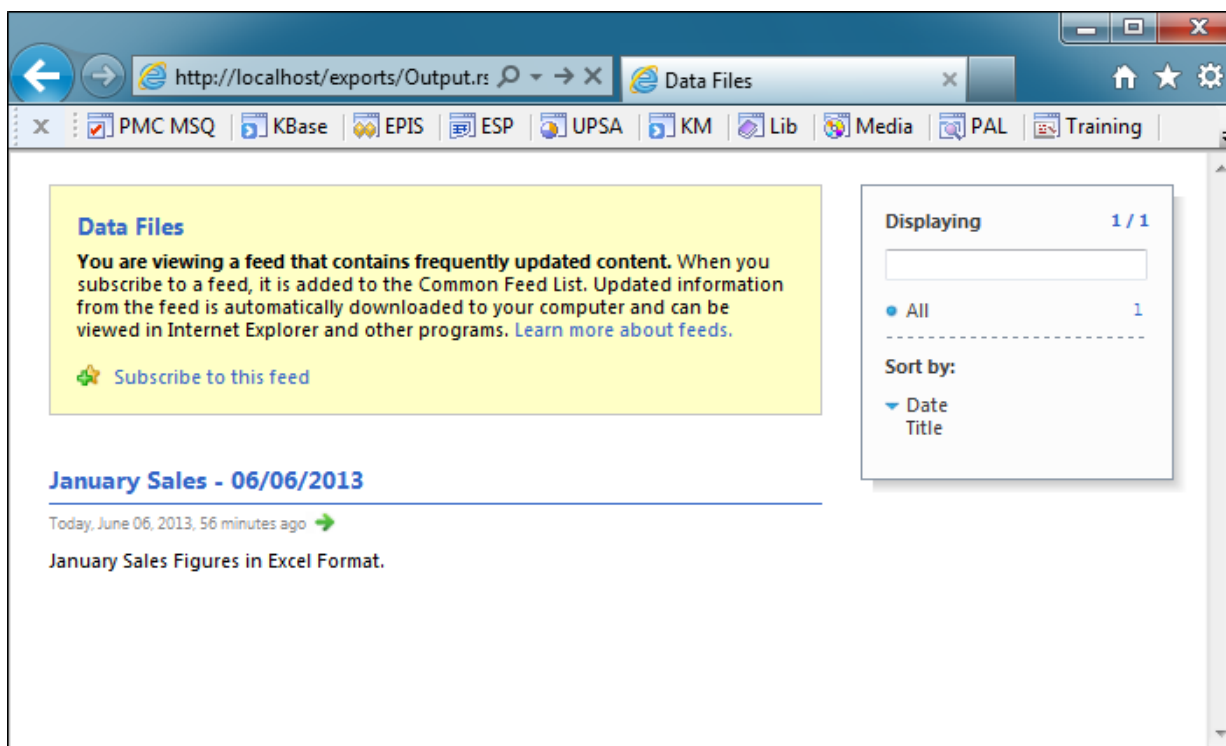 http://localhost/exports/Output.rs
Data Files
PMC MSQ KBase EPIS ESP UPSA KM Lib Media PAL Training
Data Files
You are viewing a feed that contains frequently updated content. When you
subscribe to a feed, it is added to the Common Feed List. Updated information
from the feed is automatically downloaded to your computer and can be
viewed in Internet Explorer and other programs. Learn more about feeds.
Subscribe to this feed
Displaying 1 / 1
All 1
Sort by:
Date
Title
January Sales - 06/06/2013
Today, June 06, 2013, 56 minutes ago
January Sales Figures in Excel Format.